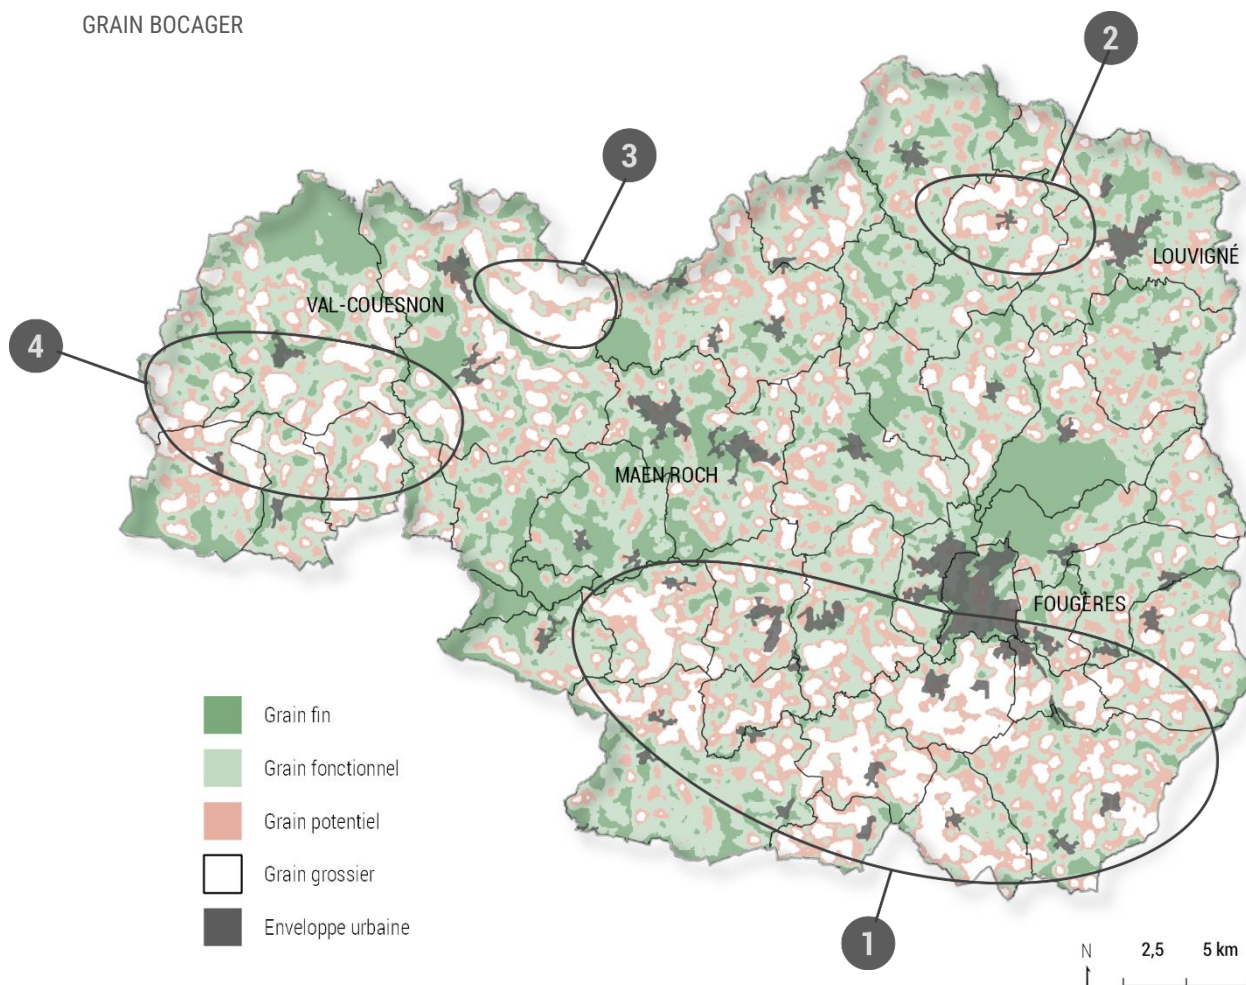 GRAIN BOCAGER
2
3
LOUVIGNÉ
VAL-COUESNON
4
MAEN ROCH
FOUGÈRES
Grain fin
Grain fonctionnel
Grain potentiel
Grain grossier
Enveloppe urbaine
1
N 2,5 5 km